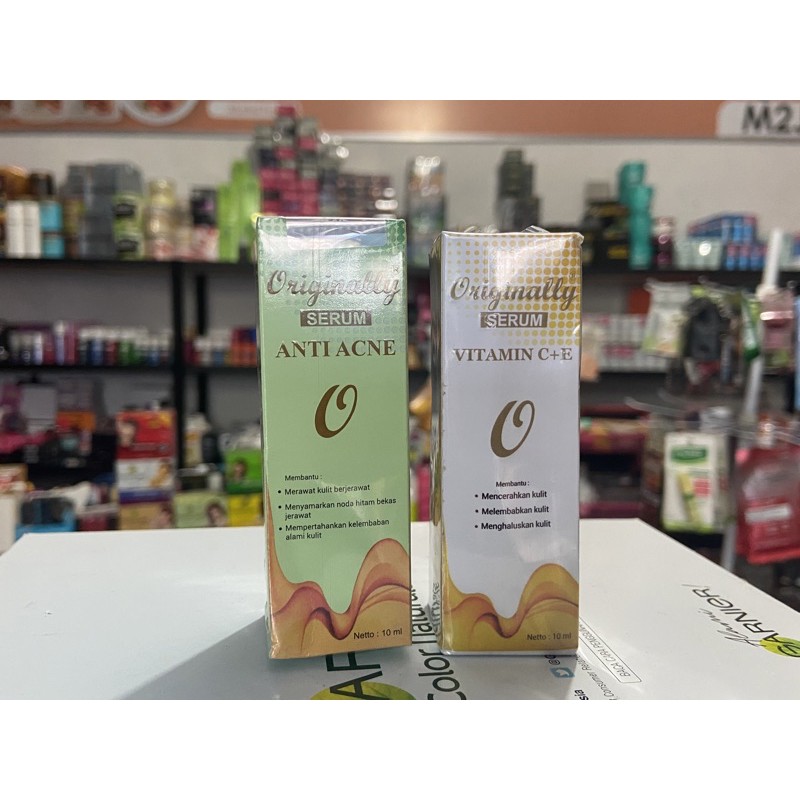 M2
Originally
SERUM
ANTI ACNE
O
Membantu :
• Merawat kulit berjerawat
• Menyamarkan noda hitam bekas
jerawat
• Mempertahankan kelembaban
alami kulit
Netto : 10 ml
Originally
SERUM
VITAMIN C+E
O
Membantu :
• Mencerahkan kulit
• Melembabkan kulit
• Menghaluskan kulit
Netto : 10 ml
GARNIER
Color